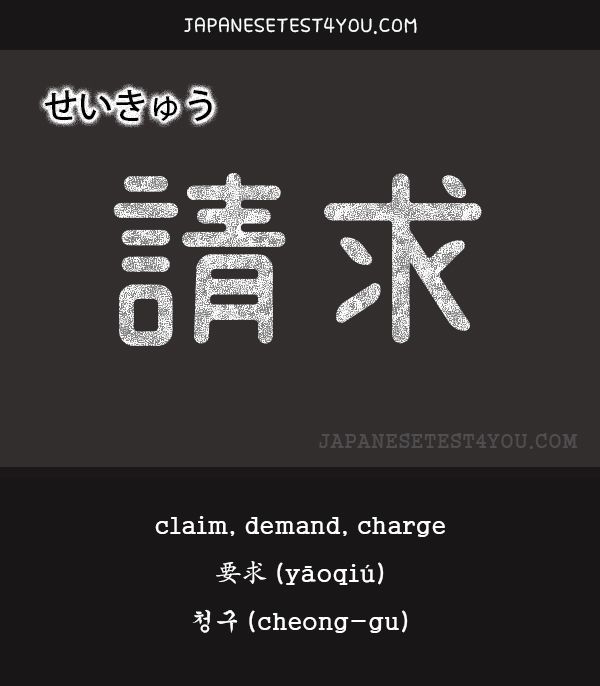 JAPANESETEST4YOU.COM
せいきゅう
請求
JAPANESETEST4YOU.COM
claim, demand, charge
要求 (yāoqiú)
청구 (cheong-gu)